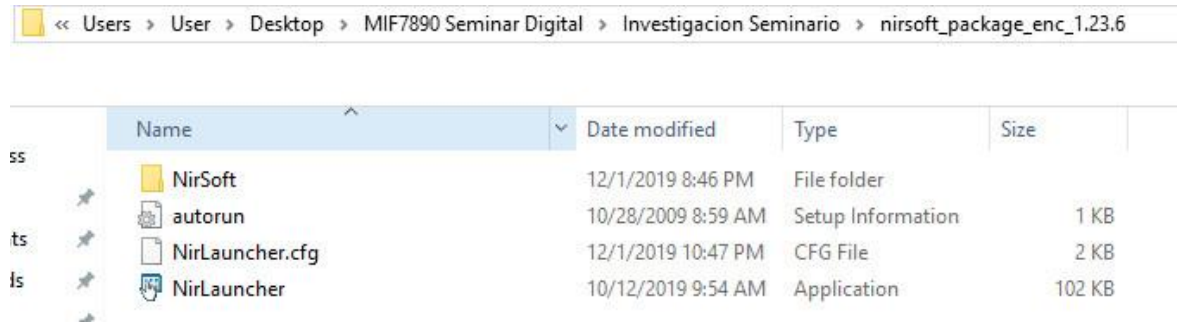 « Users > User > Desktop > MIF7890 Seminar Digital > Investigacion Seminario > nirsoft_package_enc_1.23.6
Name Date modified Type Size
ss
NirSoft 12/1/2019 8:46 PM File folder
autorun 10/28/2009 8:59 AM Setup Information 1 KB
ts
NirLauncher.cfg 12/1/2019 10:47 PM CFG File 2 KB
ds
NirLauncher 10/12/2019 9:54 AM Application 102 KB